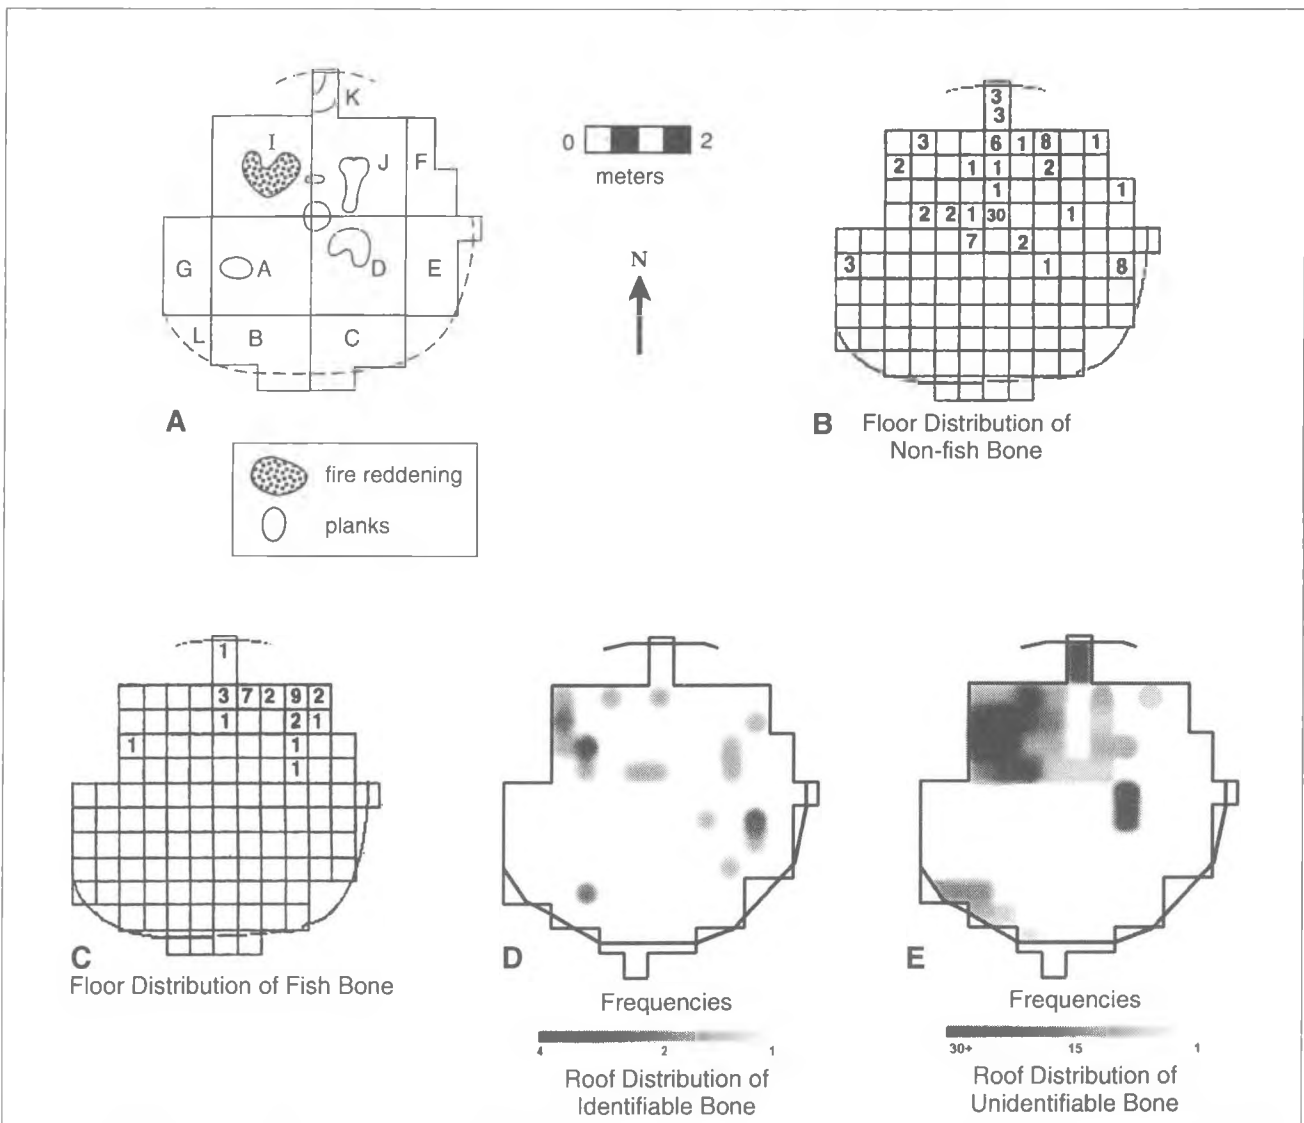 K
I
J
F
G
A
D
E
L
B
C
A
0 2
meters
N
fire reddening
planks
3
3
3 6 1 8 1
2 1 1 2
1 1
2 2 1 30 1
7 2
3 1 8
B Floor Distribution of
Non-fish Bone
1
3 7 2 9 2
1 2 1
1 1
1
C
Floor Distribution of Fish Bone
D
Frequencies
4 2 1
Roof Distribution of
Identifiable Bone
E
Frequencies
30+ 15 1
Roof Distribution of
Unidentifiable Bone